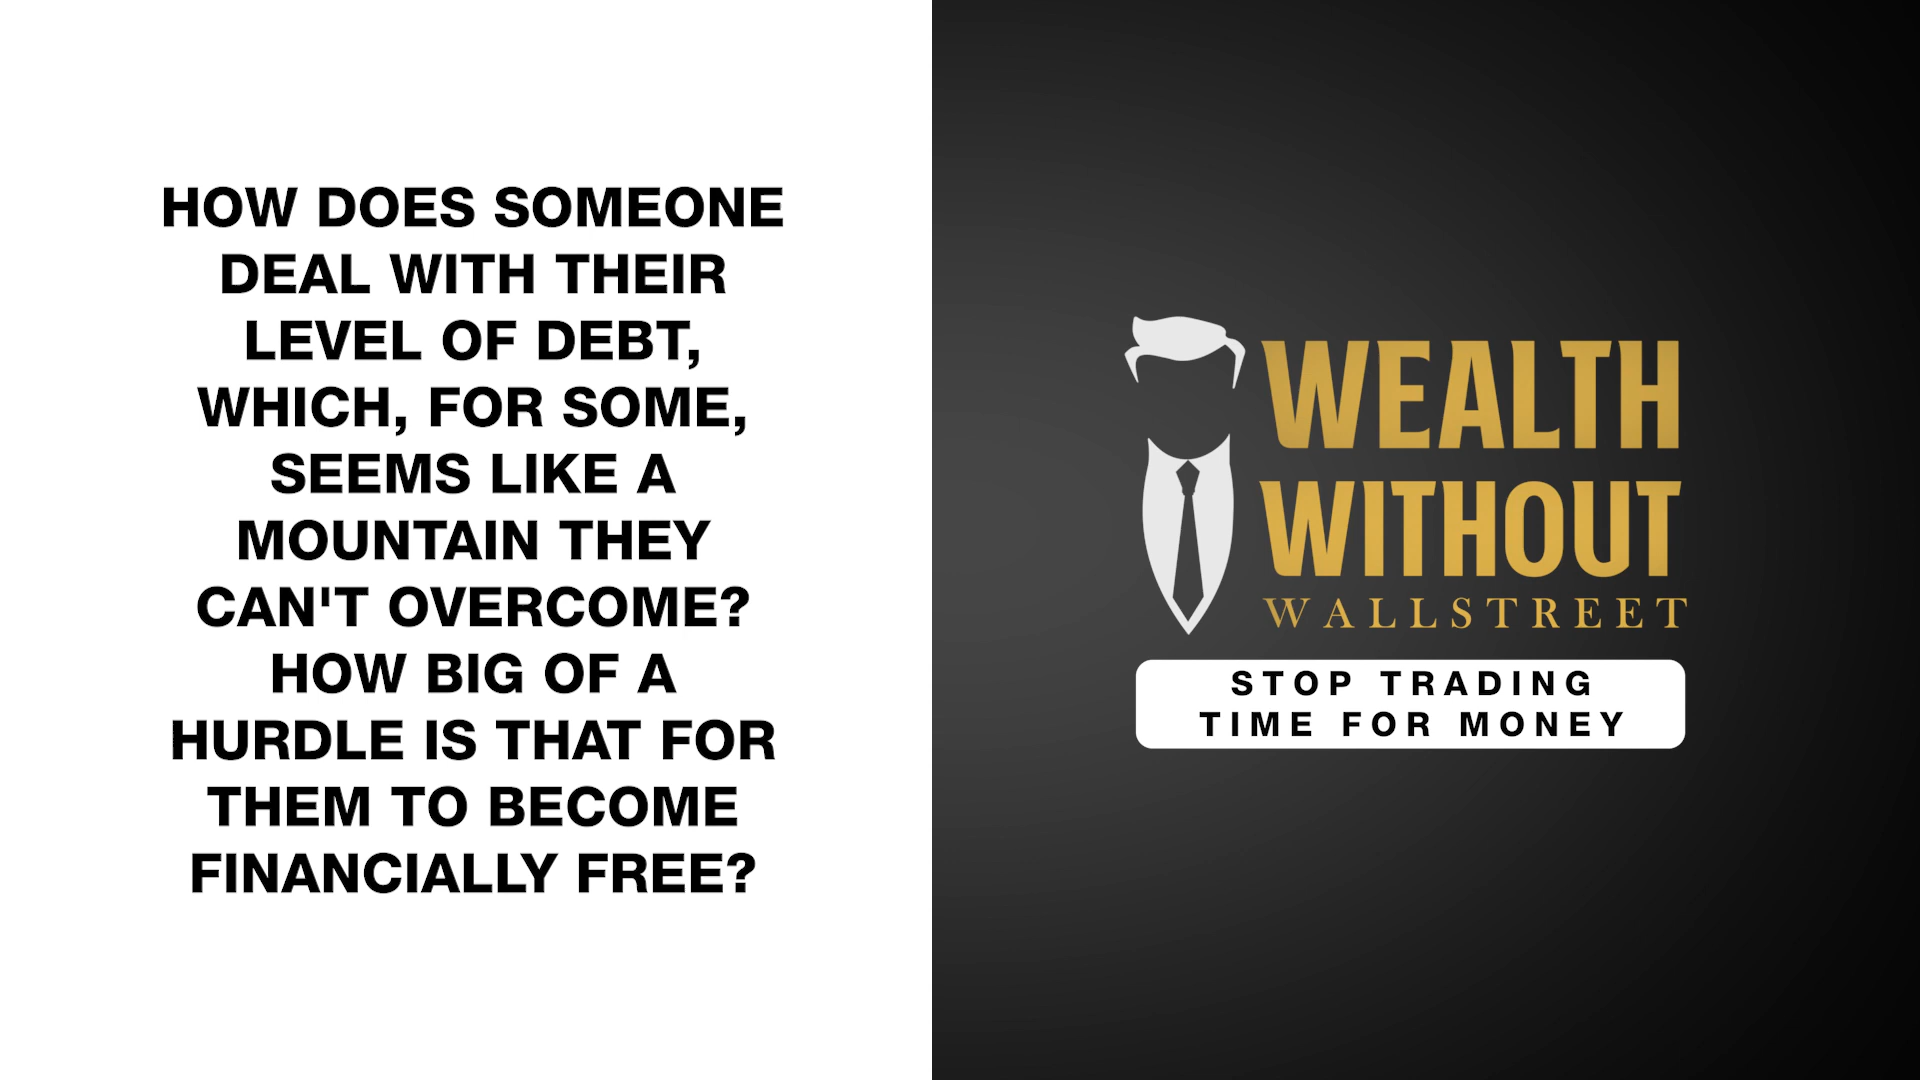 HOW DOES SOMEONE
DEAL WITH THEIR
LEVEL OF DEBT,
WHICH, FOR SOME,
SEEMS LIKE A
MOUNTAIN THEY
CAN'T OVERCOME?
HOW BIG OF A
HURDLE IS THAT FOR
THEM TO BECOME
FINANCIALLY FREE?
WEALTH
WITHOUT
WALLSTREET
STOP TRADING
TIME FOR MONEY